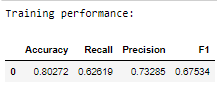 Training performance:
Accuracy Recall Precision F1
0 0.80272 0.62619 0.73285 0.67534